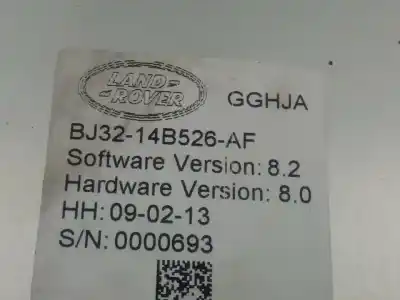 LAND-
ROVER
GGHJA
BJ32-14B526-AF
Software Version: 8.2
Hardware Version: 8.0
HH: 09-02-13
S/N: 0000693